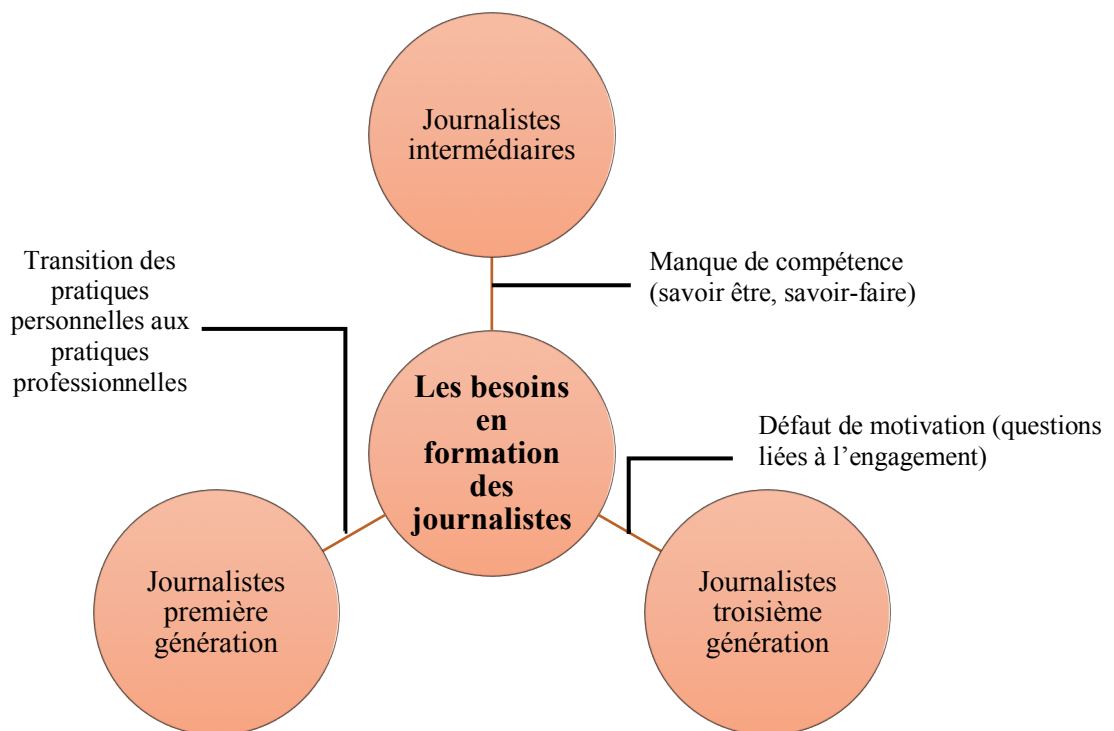 Journalistes
intermédiaires
Transition des
pratiques
personnelles aux
pratiques
professionnelles
Manque de compétence
(savoir être, savoir-faire)
Les besoins
en
formation
des
journalistes
Défaut de motivation (questions
liées à l’engagement)
Journalistes
première
génération
Journalistes
troisième
génération